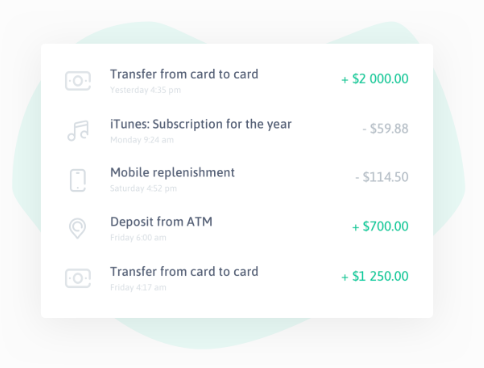 Transfer from card to card
+ $2 000.00
Yesterday 4:35 pm
iTunes: Subscription for the year
- $59.88
Monday 9:24 am
Mobile replenishment
- $114.50
Saturday 4:52 pm
Deposit from ATM
+ $700.00
Friday 6:00 am
Transfer from card to card
+ $1 250.00
Friday 4:17 am